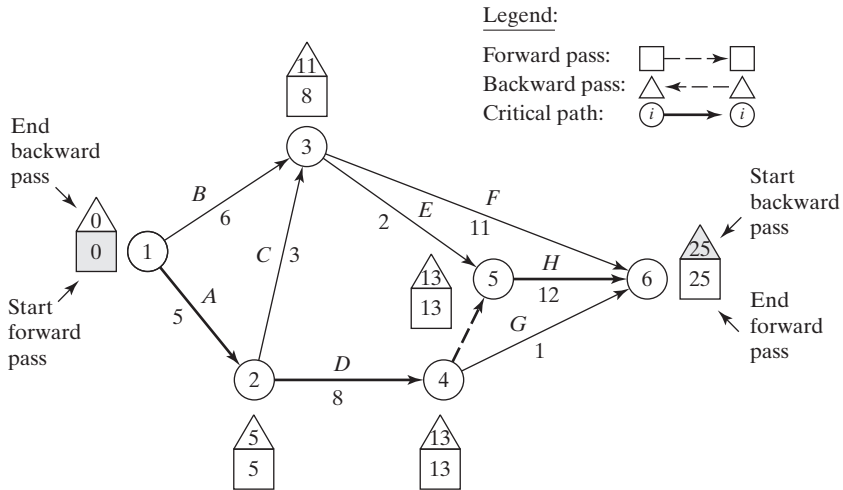 Legend:
Forward pass:
Backward pass:
Critical path: i i
11
8
3
End
backward
pass
0
0
1
Start
forward
pass
B
6
C
3
A
5
E
2
F
11
13
13
5
H
12
6
25
25
Start
backward
pass
End
forward
pass
G
1
2
D
8
4
5
5
13
13